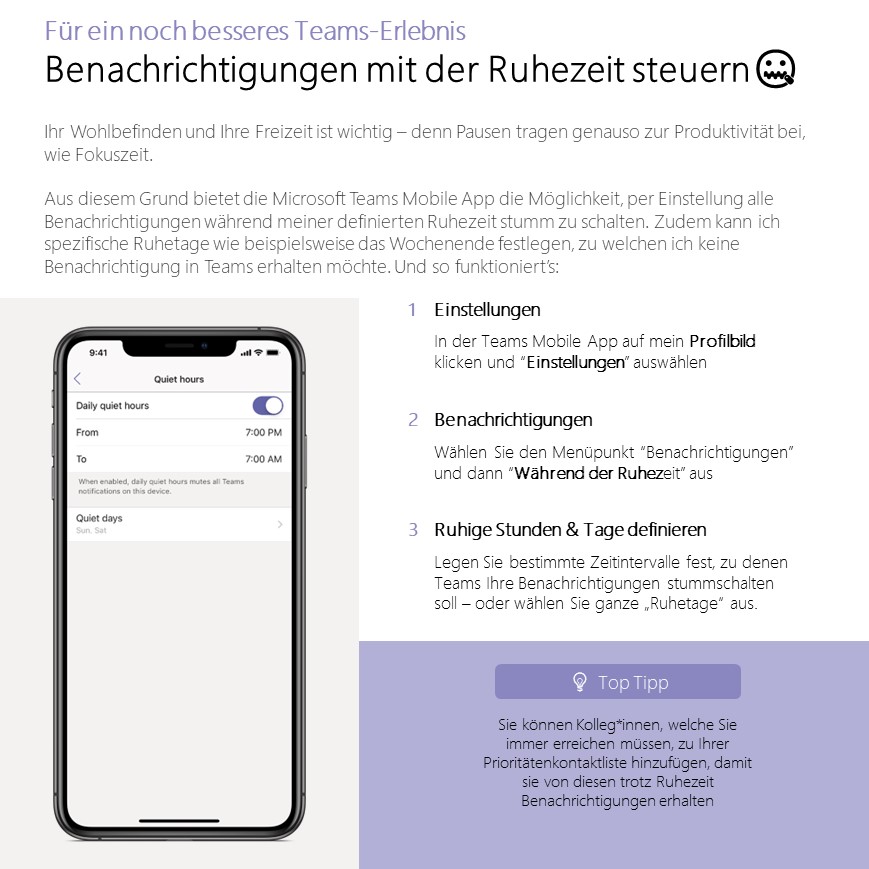 Für ein noch besseres Teams-Erlebnis
Benachrichtigungen mit der Ruhezeit steuern
Ihr Wohlbefinden und Ihre Freizeit ist wichtig – denn Pausen tragen genauso zur Produktivität bei,
wie Fokuszeit.
Aus diesem Grund bietet die Microsoft Teams Mobile App die Möglichkeit, per Einstellung alle
Benachrichtigungen während meiner definierten Ruhezeit stumm zu schalten. Zudem kann ich
spezifische Ruhetage wie beispielsweise das Wochenende festlegen, zu welchen ich keine
Benachrichtigung in Teams erhalten möchte. Und so funktioniert’s:
9:41
Quiet hours
Daily quiet hours
From 7:00 PM
To 7:00 AM
When enabled, daily quiet hours mutes all Teams
notifications on this device.
Quiet days
Sun, Sat
1 Einstellungen
In der Teams Mobile App auf mein Profilbild
klicken und “Einstellungen” auswählen
2 Benachrichtigungen
Wählen Sie den Menüpunkt “Benachrichtigungen”
und dann “Während der Ruhezeit” aus
3 Ruhige Stunden & Tage definieren
Legen Sie bestimmte Zeitintervalle fest, zu denen
Teams Ihre Benachrichtigungen stummschalten
soll – oder wählen Sie ganze „Ruhetage“ aus.
Top Tipp
Sie können Kolleg*innen, welche Sie
immer erreichen müssen, zu Ihrer
Prioritätenkontaktliste hinzufügen, damit
sie von diesen trotz Ruhezeit
Benachrichtigungen erhalten